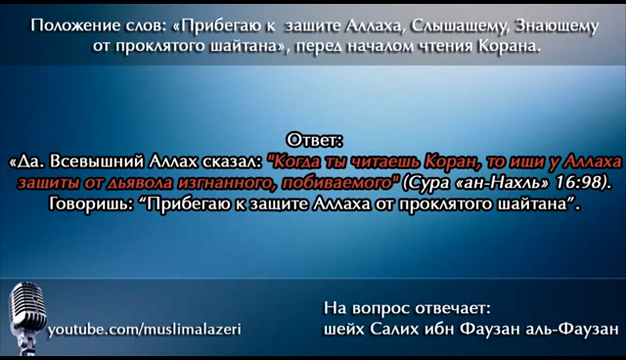 Положение слов: «Прибегаю к защите Аллаха, Слышащему, Знающему
от проклятого шайтана», перед началом чтения Корана.
Ответ:
«Да. Всевышний Аллах сказал: "Когда ты читаешь Коран, то ищи у Аллаха
защиты от дьявола изгнанного, побиваемого" (Сура «ан-Нахль» 16:98).
Говоришь: “Прибегаю к защите Аллаха от проклятого шайтана”.
На вопрос отвечает:
шейх Салих ибн Фаузан аль-Фаузан
youtube.com/muslimalazeri